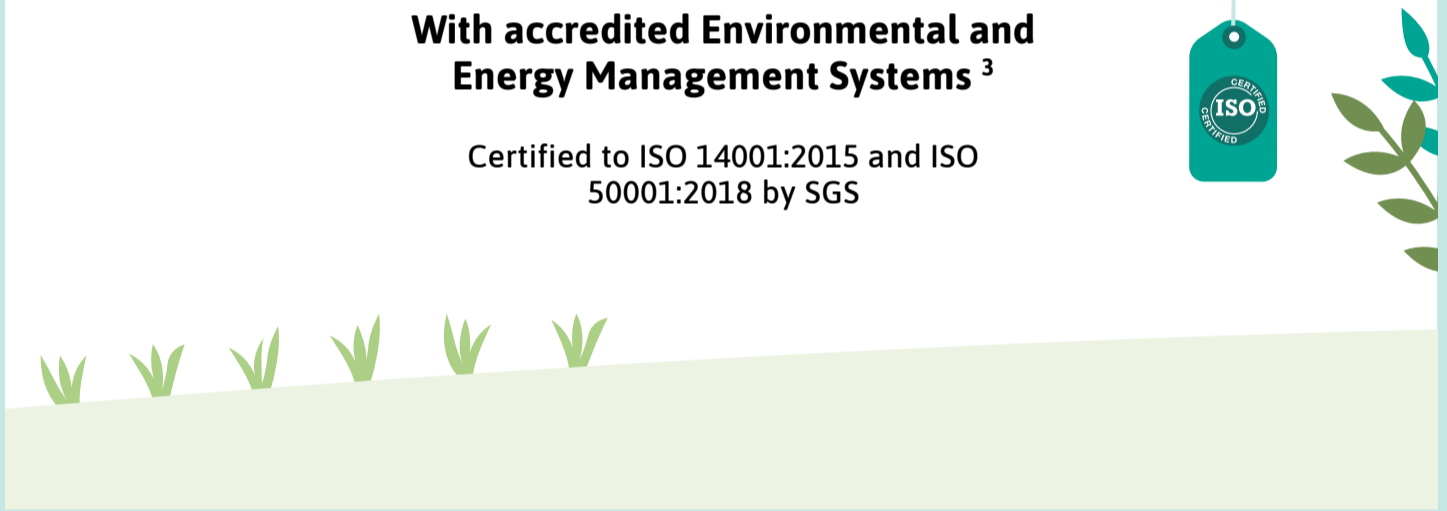 With accredited Environmental and
Energy Management Systems ³
Certified to ISO 14001:2015 and ISO
50001:2018 by SGS
CERTIFIED
ISO
CERTIFIED